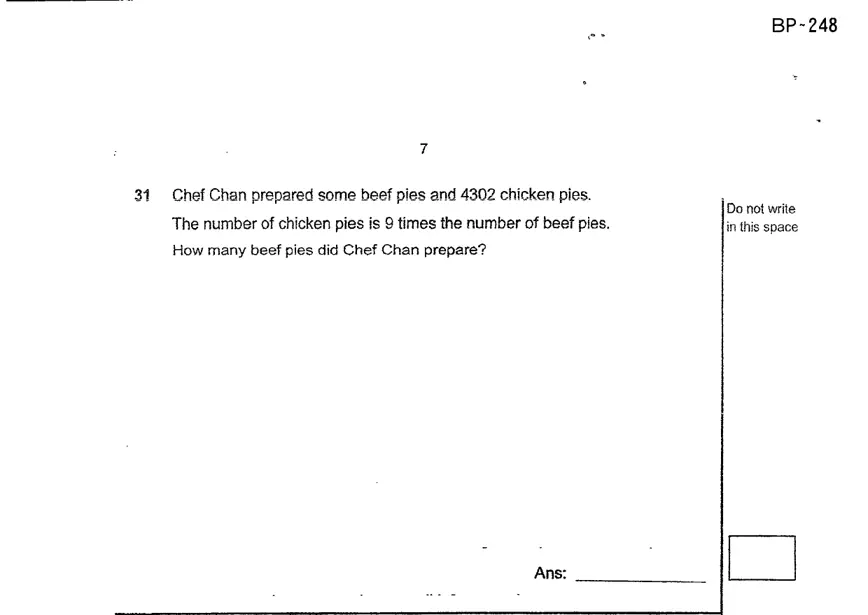 BP-248
7
31 Chef Chan prepared some beef pies and 4302 chicken pies.
The number of chicken pies is 9 times the number of beef pies.
How many beef pies did Chef Chan prepare?
Do not write
in this space
Ans: